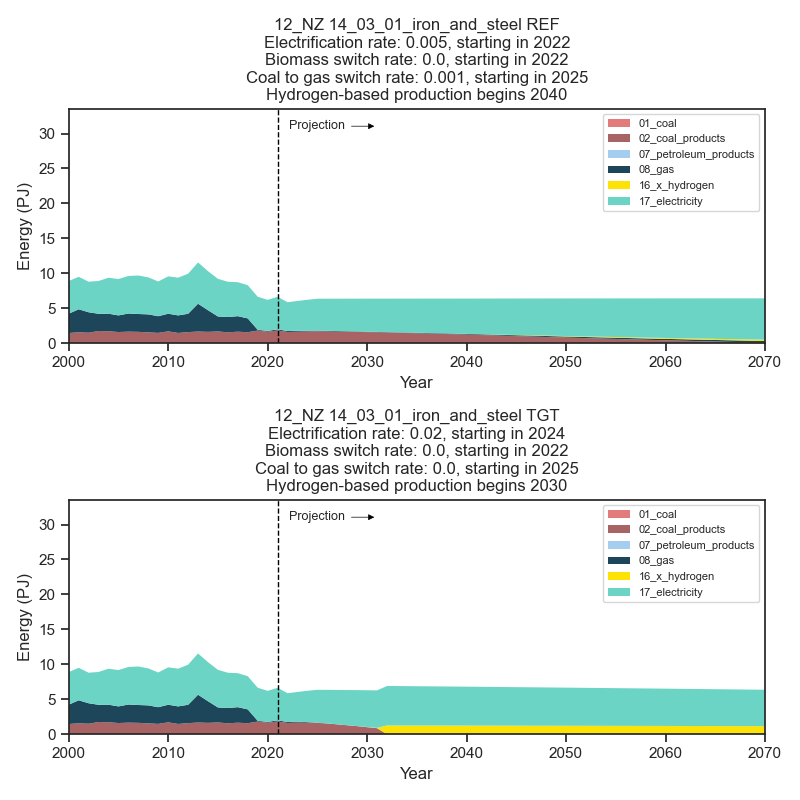 12_NZ 14_03_01_iron_and_steel REF
Electrification rate: 0.005, starting in 2022
Biomass switch rate: 0.0, starting in 2022
Coal to gas switch rate: 0.001, starting in 2025
Hydrogen-based production begins 2040
Projection
01_coal
02_coal_products
07_petroleum_products
08_gas
16_x_hydrogen
17_electricity
Energy (PJ)
30
25
20
15
10
5
0
2000 2010 2020 2030 2040 2050 2060 2070
Year
12_NZ 14_03_01_iron_and_steel TGT
Electrification rate: 0.02, starting in 2024
Biomass switch rate: 0.0, starting in 2022
Coal to gas switch rate: 0.0, starting in 2025
Hydrogen-based production begins 2030
Projection
01_coal
02_coal_products
07_petroleum_products
08_gas
16_x_hydrogen
17_electricity
Energy (PJ)
30
25
20
15
10
5
0
2000 2010 2020 2030 2040 2050 2060 2070
Year